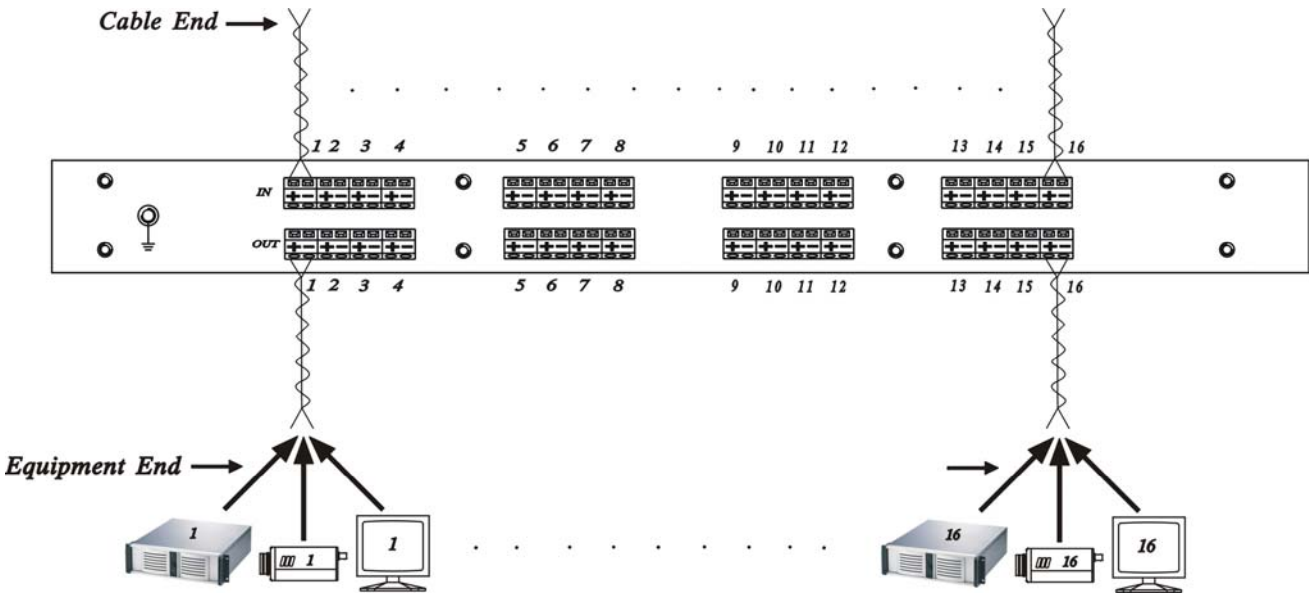 Cable End
1 2 3 4 5 6 7 8 9 10 11 12 13 14 15 16
IN
+ - + - + - + - + - + - + - + - + - + - + - + - + - + - + - + -
OUT
+ - + - + - + - + - + - + - + - + - + - + - + - + - + - + - + -
1 2 3 4 5 6 7 8 9 10 11 12 13 14 15 16
Equipment End
1 1 1 16 16 16